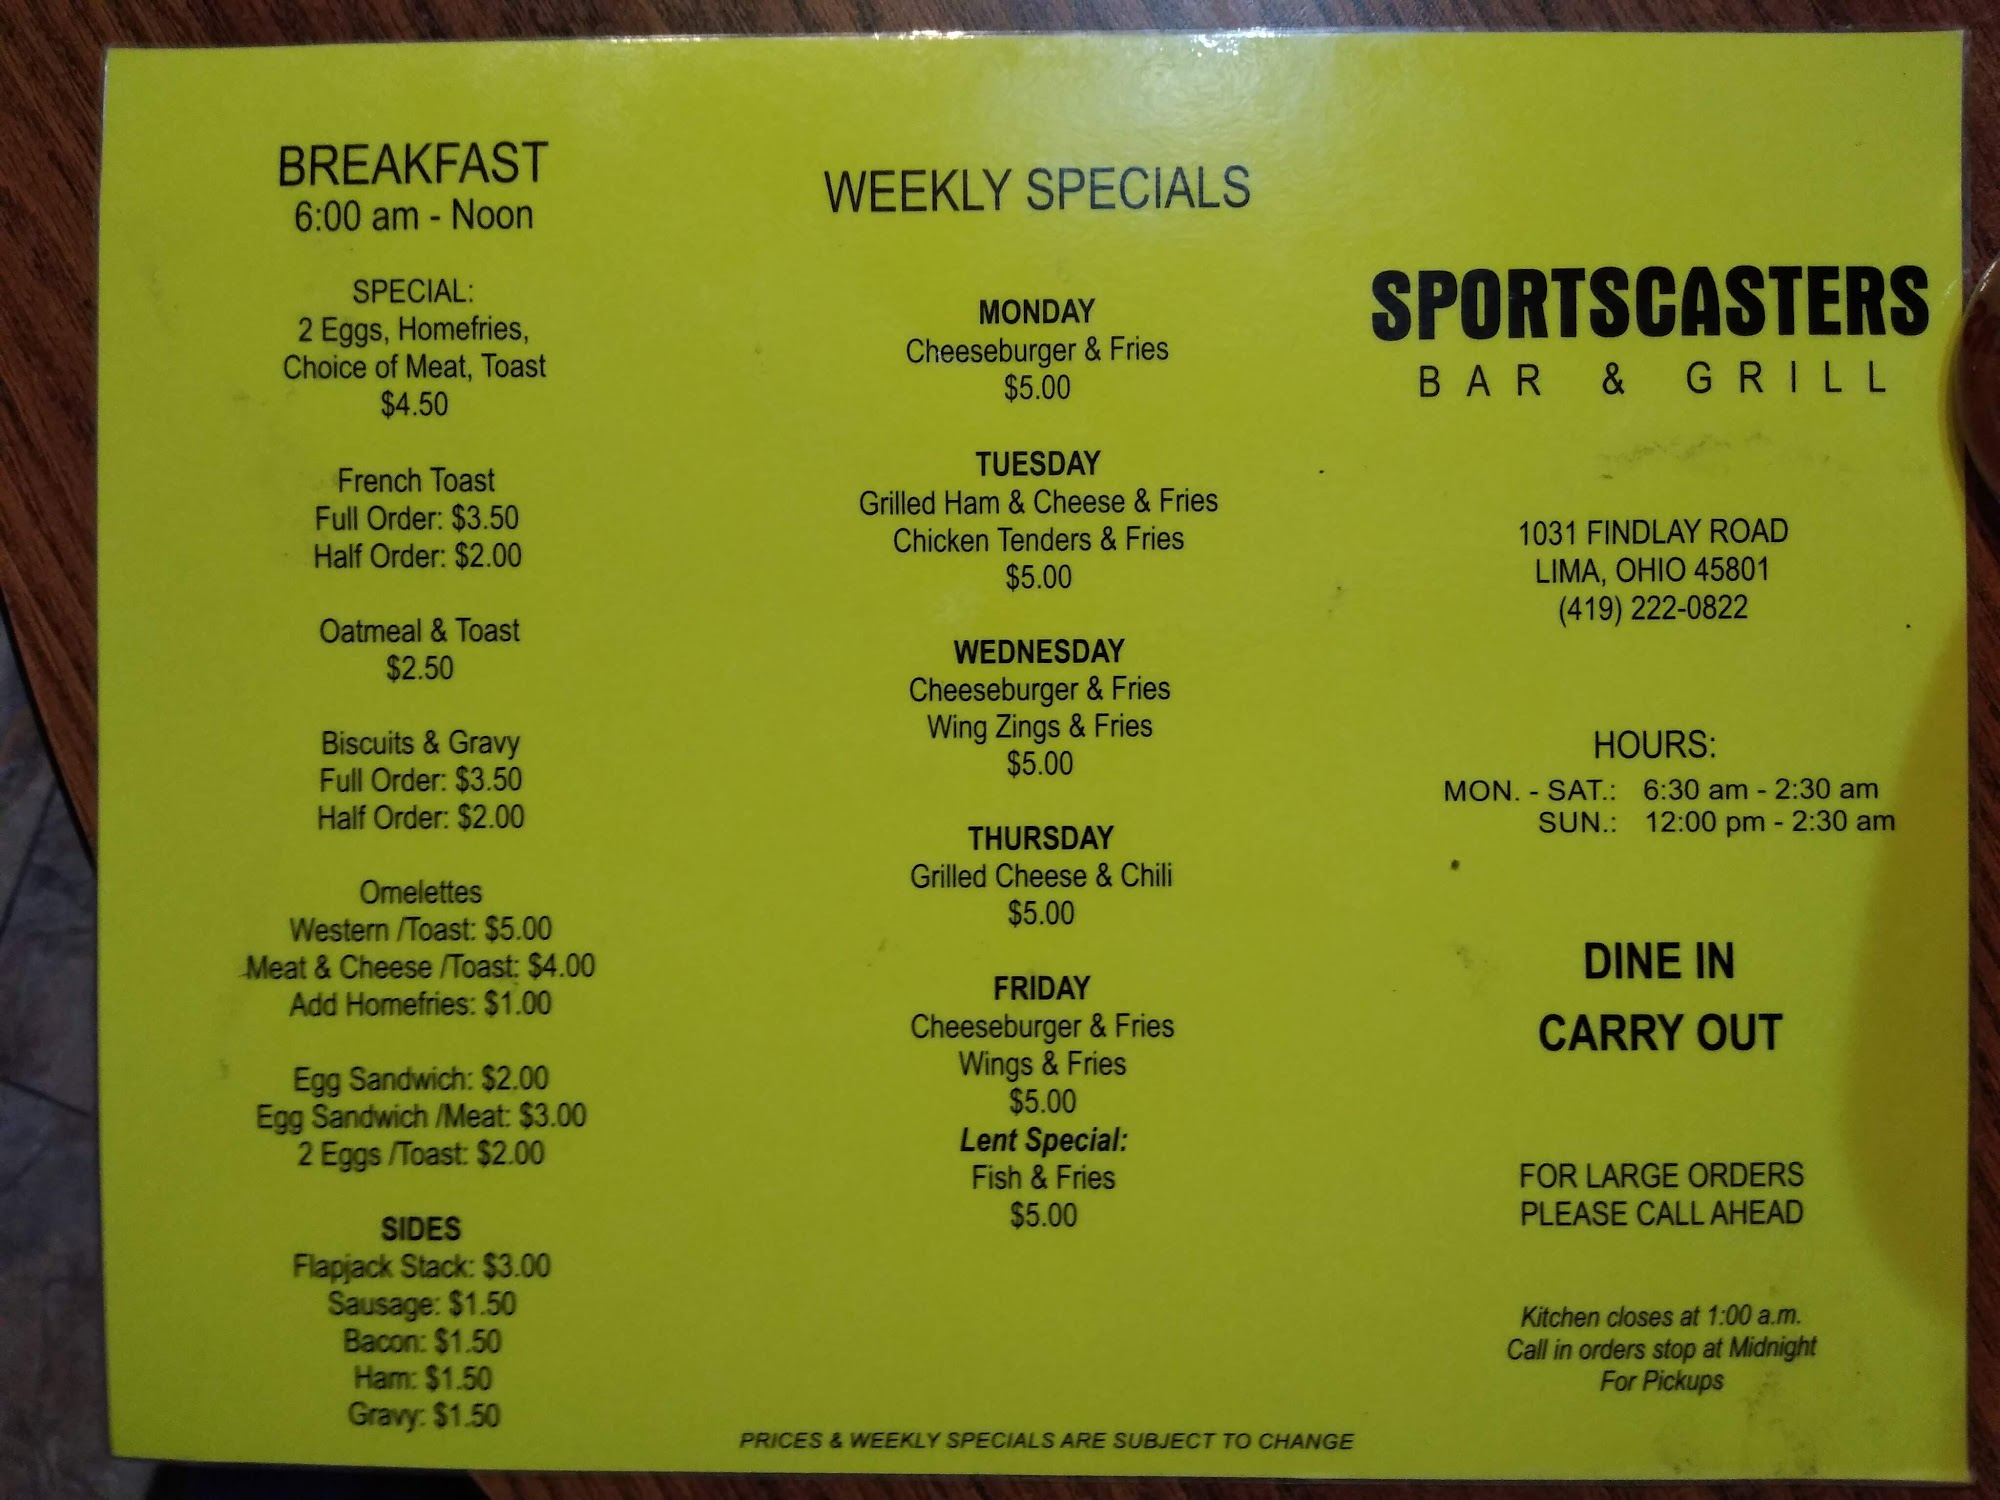 BREAKFAST
6:00 am - Noon
SPECIAL:
2 Eggs, Homefries,
Choice of Meat, Toast
$4.50
French Toast
Full Order: $3.50
Half Order: $2.00
Oatmeal & Toast
$2.50
Biscuits & Gravy
Full Order: $3.50
Half Order: $2.00
Omelettes
Western /Toast: $5.00
Meat & Cheese /Toast: $4.00
Add Homefries: $1.00
Egg Sandwich: $2.00
Egg Sandwich /Meat: $3.00
2 Eggs /Toast: $2.00
SIDES
Flapjack Stack: $3.00
Sausage: $1.50
Bacon: $1.50
Ham: $1.50
Gravy: $1.50
WEEKLY SPECIALS
MONDAY
Cheeseburger & Fries
$5.00
TUESDAY
Grilled Ham & Cheese & Fries
Chicken Tenders & Fries
$5.00
WEDNESDAY
Cheeseburger & Fries
Wing Zings & Fries
$5.00
THURSDAY
Grilled Cheese & Chili
$5.00
FRIDAY
Cheeseburger & Fries
Wings & Fries
$5.00
Lent Special:
Fish & Fries
$5.00
PRICES & WEEKLY SPECIALS ARE SUBJECT TO CHANGE
SPORTSCASTERS
BAR & GRILL
1031 FINDLAY ROAD
LIMA, OHIO 45801
(419) 222-0822
HOURS:
MON. - SAT.: 6:30 am - 2:30 am
SUN.: 12:00 pm - 2:30 am
DINE IN
CARRY OUT
FOR LARGE ORDERS
PLEASE CALL AHEAD
Kitchen closes at 1:00 a.m.
Call in orders stop at Midnight
For Pickups